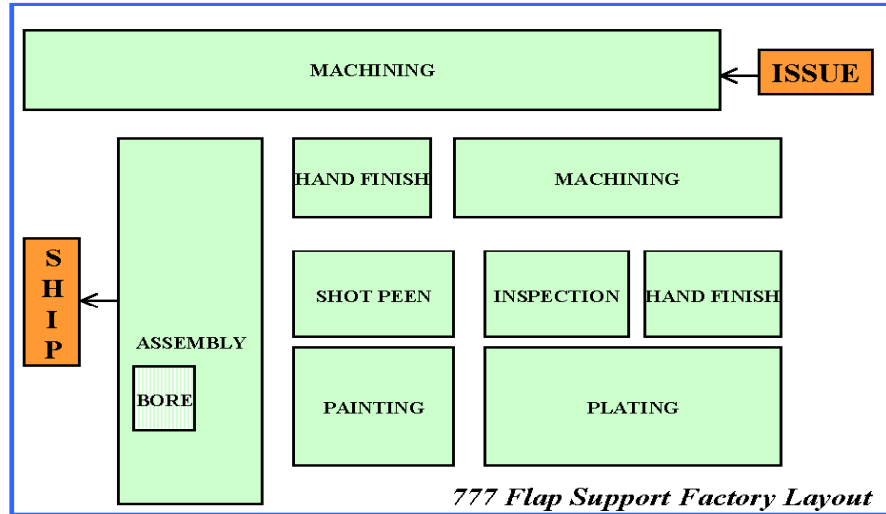 MACHINING
ISSUE
HAND FINISH
MACHINING
SHIP
SHOT PEEN
INSPECTION
HAND FINISH
ASSEMBLY
BORE
PAINTING
PLATING
777 Flap Support Factory Layout